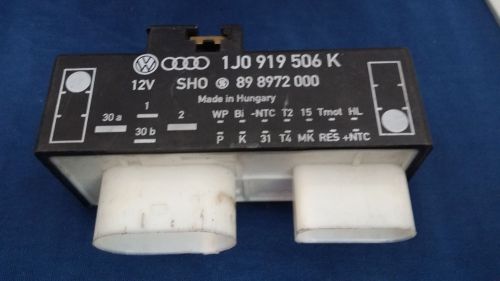 1J0 919 506 K
12V SHO 89 8972 000
Made in Hungary
30 a 1 2 WP Bi -NTC T2 15 Tmot HL
30 b P K 31 T4 MK RES +NTC